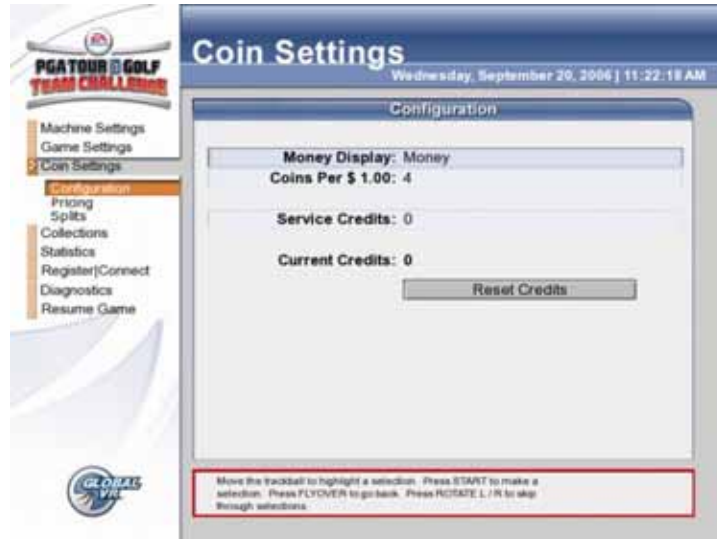 EA
PGA TOUR GOLF
TEAM CHALLENGE
Coin Settings
Wednesday, September 20, 2006 | 11:22:18 AM
Configuration
Machine Settings
Game Settings
Coin Settings
Configuration
Pricing
Splits
Collections
Statistics
Register|Connect
Diagnostics
Resume Game
Money Display: Money
Coins Per $ 1.00: 4
Service Credits: 0
Current Credits: 0
Reset Credits
GLOBAL
VR
Move the trackball to highlight a selection. Press START to make a
selection. Press FLYOVER to go back. Press ROTATE L / R to skip
through selections.